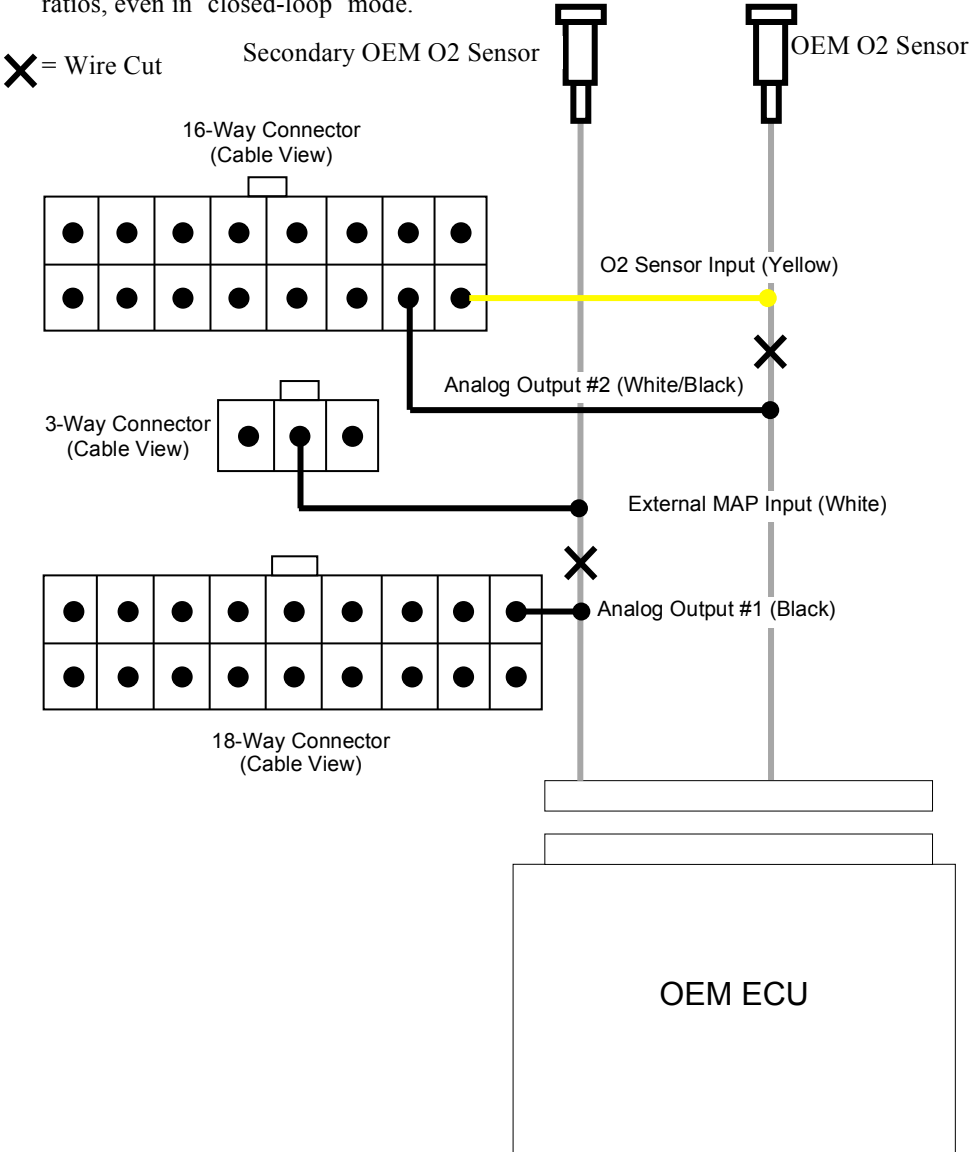 ratios, even in "closed-loop" mode.
= Wire Cut
Secondary OEM O2 Sensor
OEM O2 Sensor
16-Way Connector
(Cable View)
O2 Sensor Input (Yellow)
Analog Output #2 (White/Black)
3-Way Connector
(Cable View)
External MAP Input (White)
Analog Output #1 (Black)
18-Way Connector
(Cable View)
OEM ECU